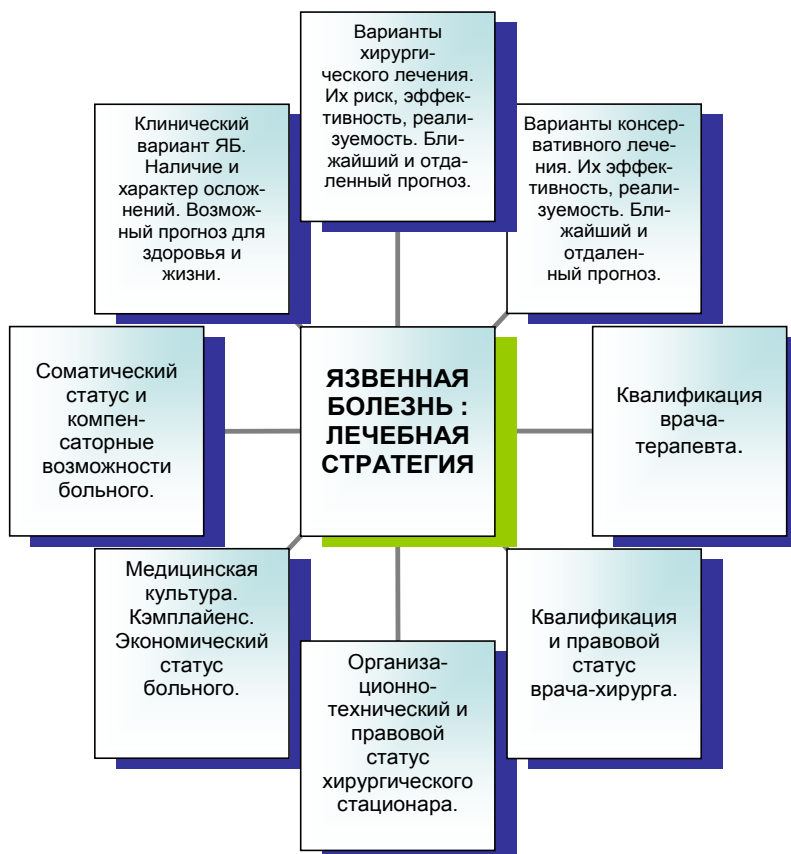 Варианты
хирурги-
ческого лечения.
Их риск, эффек-
тивность, реали-
зуемость. Бли-
жайший и отда-
ленный прогноз.
Клинический
вариант ЯБ.
Наличие и
характер ослож-
нений. Возмож-
ный прогноз для
здоровья и
жизни.
Варианты консер-
вативного лече-
ния. Их эффек-
тивность, реали-
зуемость. Бли-
жайший и
отдален-
ный прогноз.
Соматический
статус и
компен-
саторные
возможности
больного.
ЯЗВЕННАЯ
БОЛЕЗНЬ :
ЛЕЧЕБНАЯ
СТРАТЕГИЯ
Квалификация
врача-
терапевта.
Медицинская
культура.
Кэмплайенс.
Экономический
статус
больного.
Организа-
ционно-
технический и
правовой
статус
хирургического
стационара.
Квалификация
и правовой
статус
врача-хирурга.